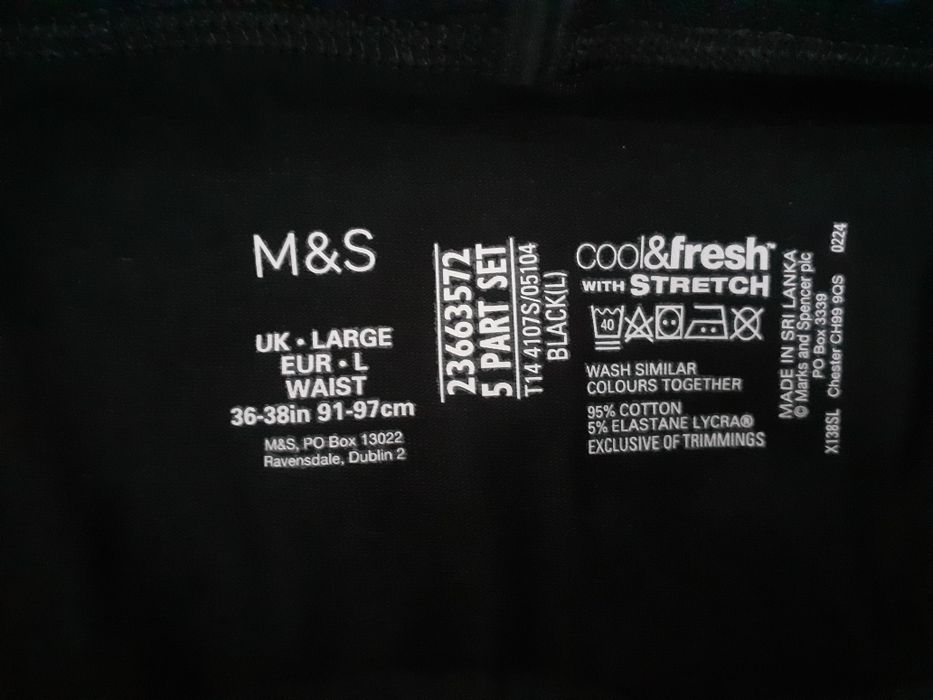 M&S
UK • LARGE
EUR • L
WAIST
36-38in 91-97cm
M&S, PO Box 13022
Ravensdale, Dublin 2
23663572
5 PART SET
T14 4107S/05104
BLACK(L)
cool&fresh™
WITH STRETCH
40
WASH SIMILAR
COLOURS TOGETHER
95% COTTON
5% ELASTANE LYCRA®
EXCLUSIVE OF TRIMMINGS
MADE IN SRI LANKA
© Marks and Spencer plc
PO Box 3339
Chester CH99 9QS
X138SL
0224